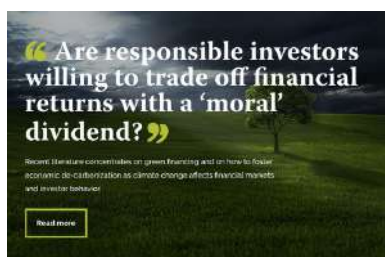 “ Are responsible investors
willing to trade off financial
returns with a ‘moral’
dividend? ”
Recent literature concentrates on green financing and on how to foster
economic de-carbonization as climate change affects financial markets
and investor behavior
Read more